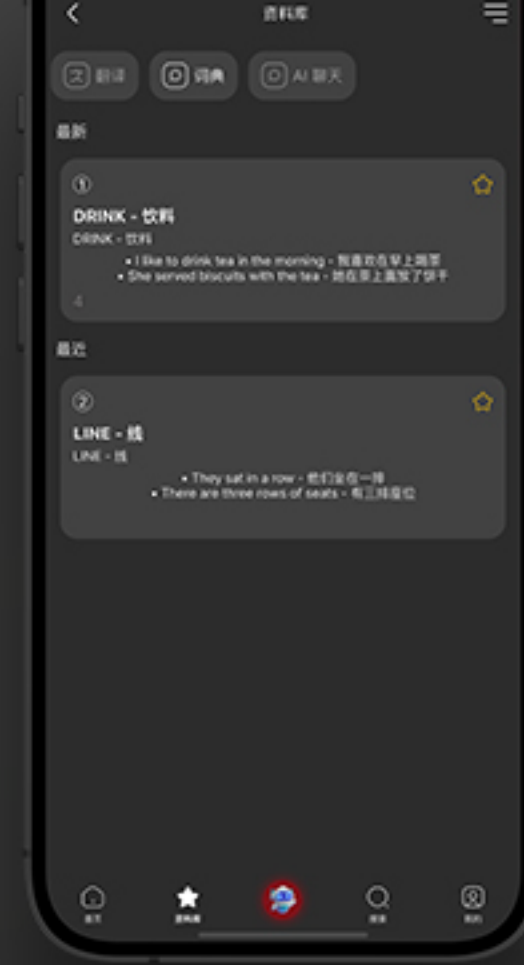 资料库
翻译
词典
AI 聊天
最新
①
DRINK - 饮料
DRINK - 饮料
• I like to drink tea in the morning - 我喜欢在早上喝茶
• She served biscuits with the tea - 她在茶上面放了饼干
4
最近
②
LINE - 线
LINE - 线
• They sat in a row - 他们坐在一排
• There are three rows of seats - 有三排座位
首页
资料库
搜索
我的